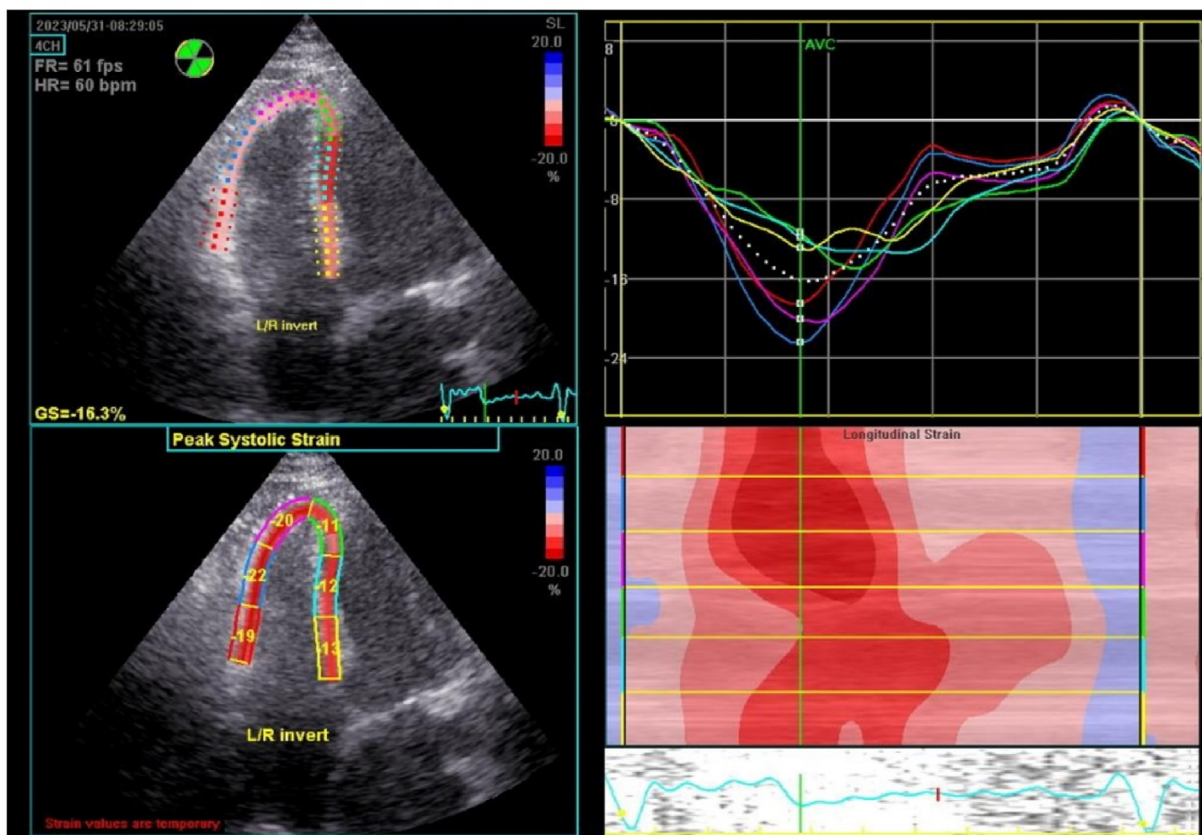 2023/05/31-08:29:05
4CH
FR= 61 fps
HR= 60 bpm
SL
20.0
-20.0
%
L/R invert
GS=-16.3%
8
AVC
-8
-16
-24
Peak Systolic Strain
20.0
-20.0
%
-20
-11
-22
-12
-19
-13
L/R invert
Strain values are temporary
Longitudinal Strain